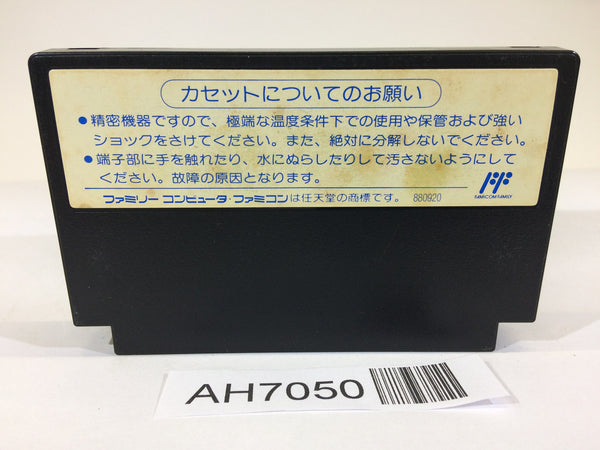 カセットについてのお願い
●精密機器ですので、極端な温度条件下での使用や保管および強い
ショックをさけてください。また、絶対に分解しないでください。
●端子部に手を触れたり、水にぬらしたりして汚さないようにして
ください。故障の原因となります。
FAMICOM FAMILY
ファミリー コンピュータ・ファミコンは任天堂の商標です。 880920
AH7050